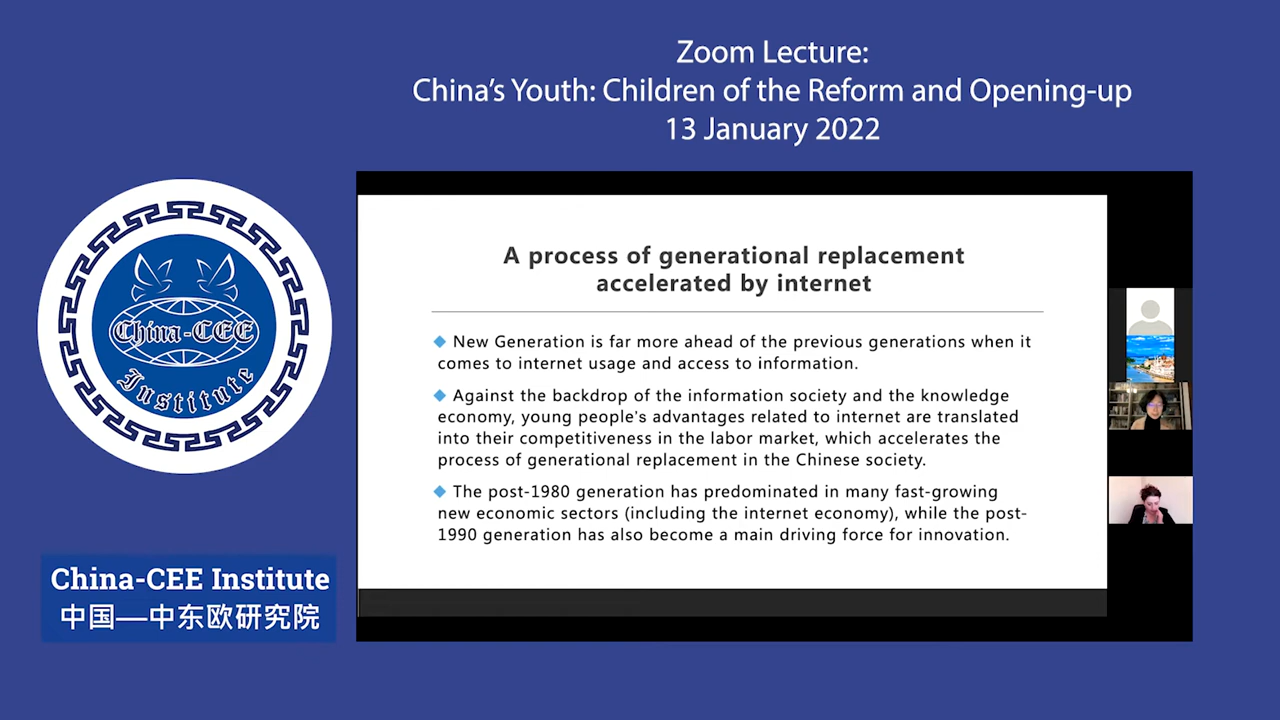 Zoom Lecture:
China's Youth: Children of the Reform and Opening-up
13 January 2022
China-CEE
Institute
China-CEE Institute
中国—中东欧研究院
A process of generational replacement
accelerated by internet
New Generation is far more ahead of the previous generations when it
comes to internet usage and access to information.
Against the backdrop of the information society and the knowledge
economy, young people's advantages related to internet are translated
into their competitiveness in the labor market, which accelerates the
process of generational replacement in the Chinese society.
The post-1980 generation has predominated in many fast-growing
new economic sectors (including the internet economy), while the post-
1990 generation has also become a main driving force for innovation.